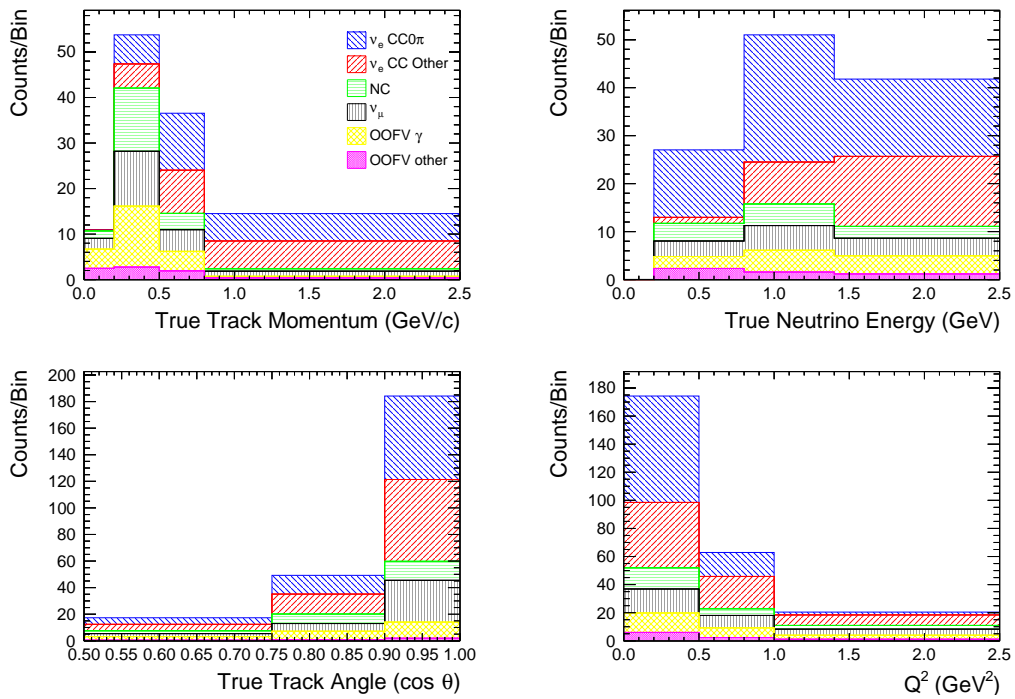 Counts/Bin
50
40
30
20
10
0
0.0 0.5 1.0 1.5 2.0 2.5
True Track Momentum (GeV/c)
νe CC0π
νe CC Other
NC
νμ
OOFV γ
OOFV other
Counts/Bin
50
40
30
20
10
0
0.0 0.5 1.0 1.5 2.0 2.5
True Neutrino Energy (GeV)
Counts/Bin
200
180
160
140
120
100
80
60
40
20
0
0.50 0.55 0.60 0.65 0.70 0.75 0.80 0.85 0.90 0.95 1.00
True Track Angle (cos θ)
Counts/Bin
180
160
140
120
100
80
60
40
20
0
0.0 0.5 1.0 1.5 2.0 2.5
Q² (GeV²)